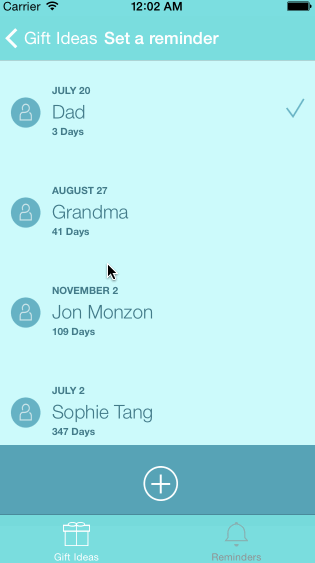 Carrier 12:02 AM
Gift Ideas Set a reminder
JULY 20
Dad
3 Days
AUGUST 27
Grandma
41 Days
NOVEMBER 2
Jon Monzon
109 Days
JULY 2
Sophie Tang
347 Days
Gift Ideas Reminders